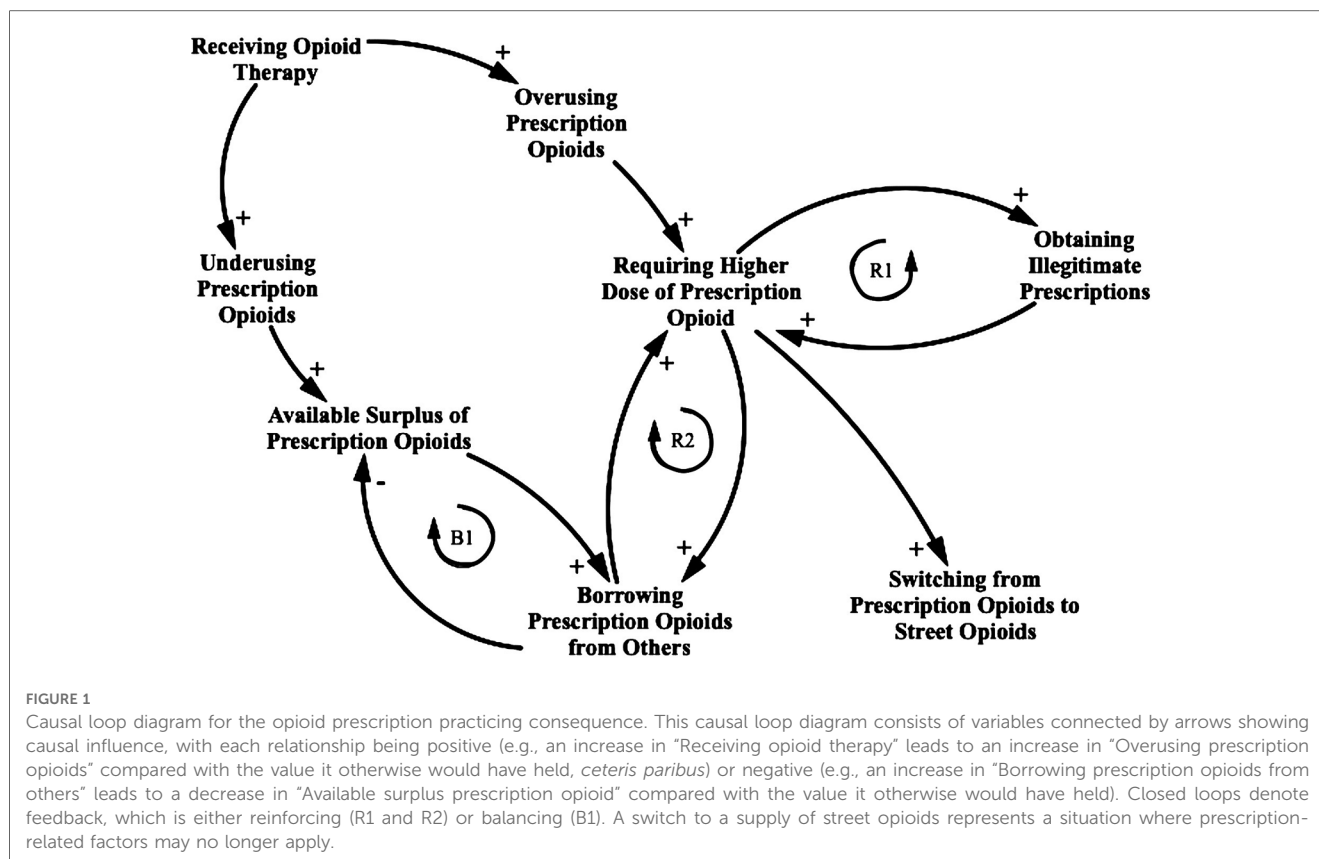 Receiving Opioid
Therapy
+
Overusing
Prescription
Opioids
+
Underusing
Prescription
Opioids
+
Requiring Higher
Dose of Prescription
Opioid
+
Obtaining
Illegitimate
Prescriptions
R1
+
+
Available Surplus of
Prescription Opioids
-
+
R2
B1
+
+
Borrowing
Prescription Opioids
from Others
+
Switching from
Prescription Opioids to
Street Opioids
FIGURE 1
Causal loop diagram for the opioid prescription practicing consequence. This causal loop diagram consists of variables connected by arrows showing
causal influence, with each relationship being positive (e.g., an increase in “Receiving opioid therapy” leads to an increase in “Overusing prescription
opioids” compared with the value it otherwise would have held, ceteris paribus) or negative (e.g., an increase in “Borrowing prescription opioids from
others” leads to a decrease in “Available surplus prescription opioid” compared with the value it otherwise would have held). Closed loops denote
feedback, which is either reinforcing (R1 and R2) or balancing (B1). A switch to a supply of street opioids represents a situation where prescription-
related factors may no longer apply.